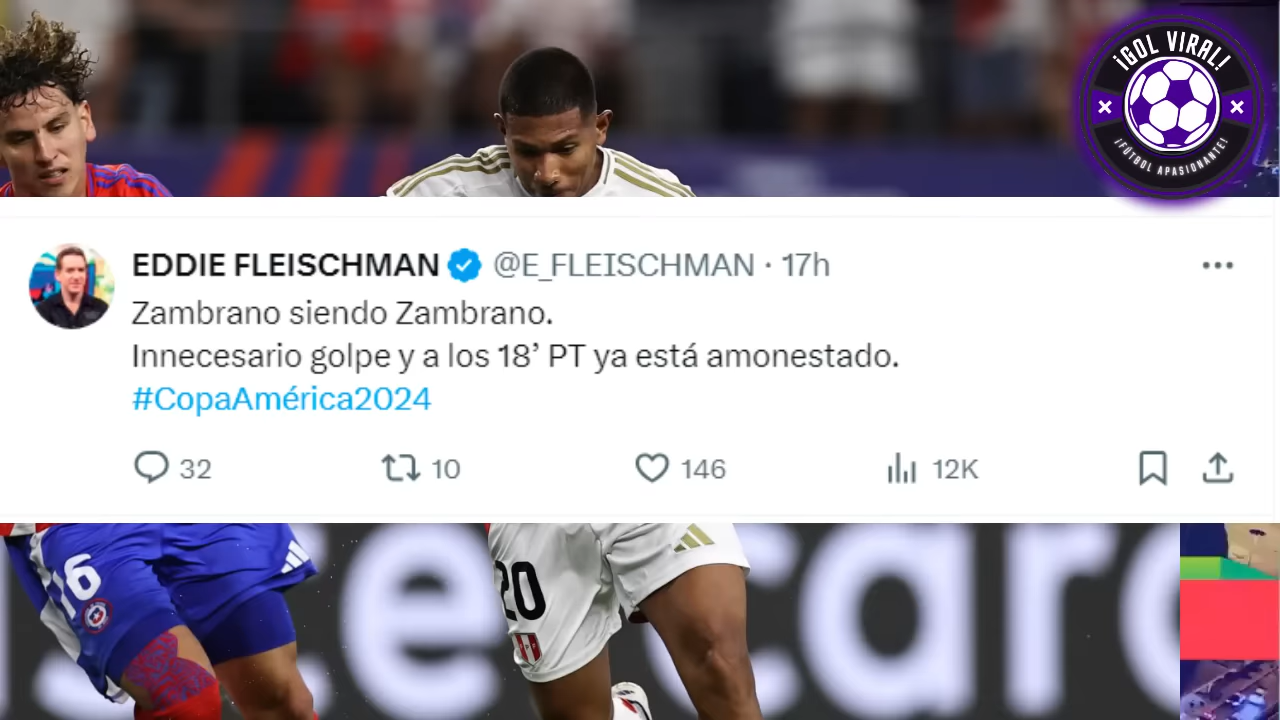 ¡GOL VIRAL!
¡FÚTBOL APASIONANTE!
EDDIE FLEISCHMAN @E_FLEISCHMAN · 17h
Zambrano siendo Zambrano.
Innecesario golpe y a los 18’ PT ya está amonestado.
#CopaAmérica2024
32 10 146 12K
16
20